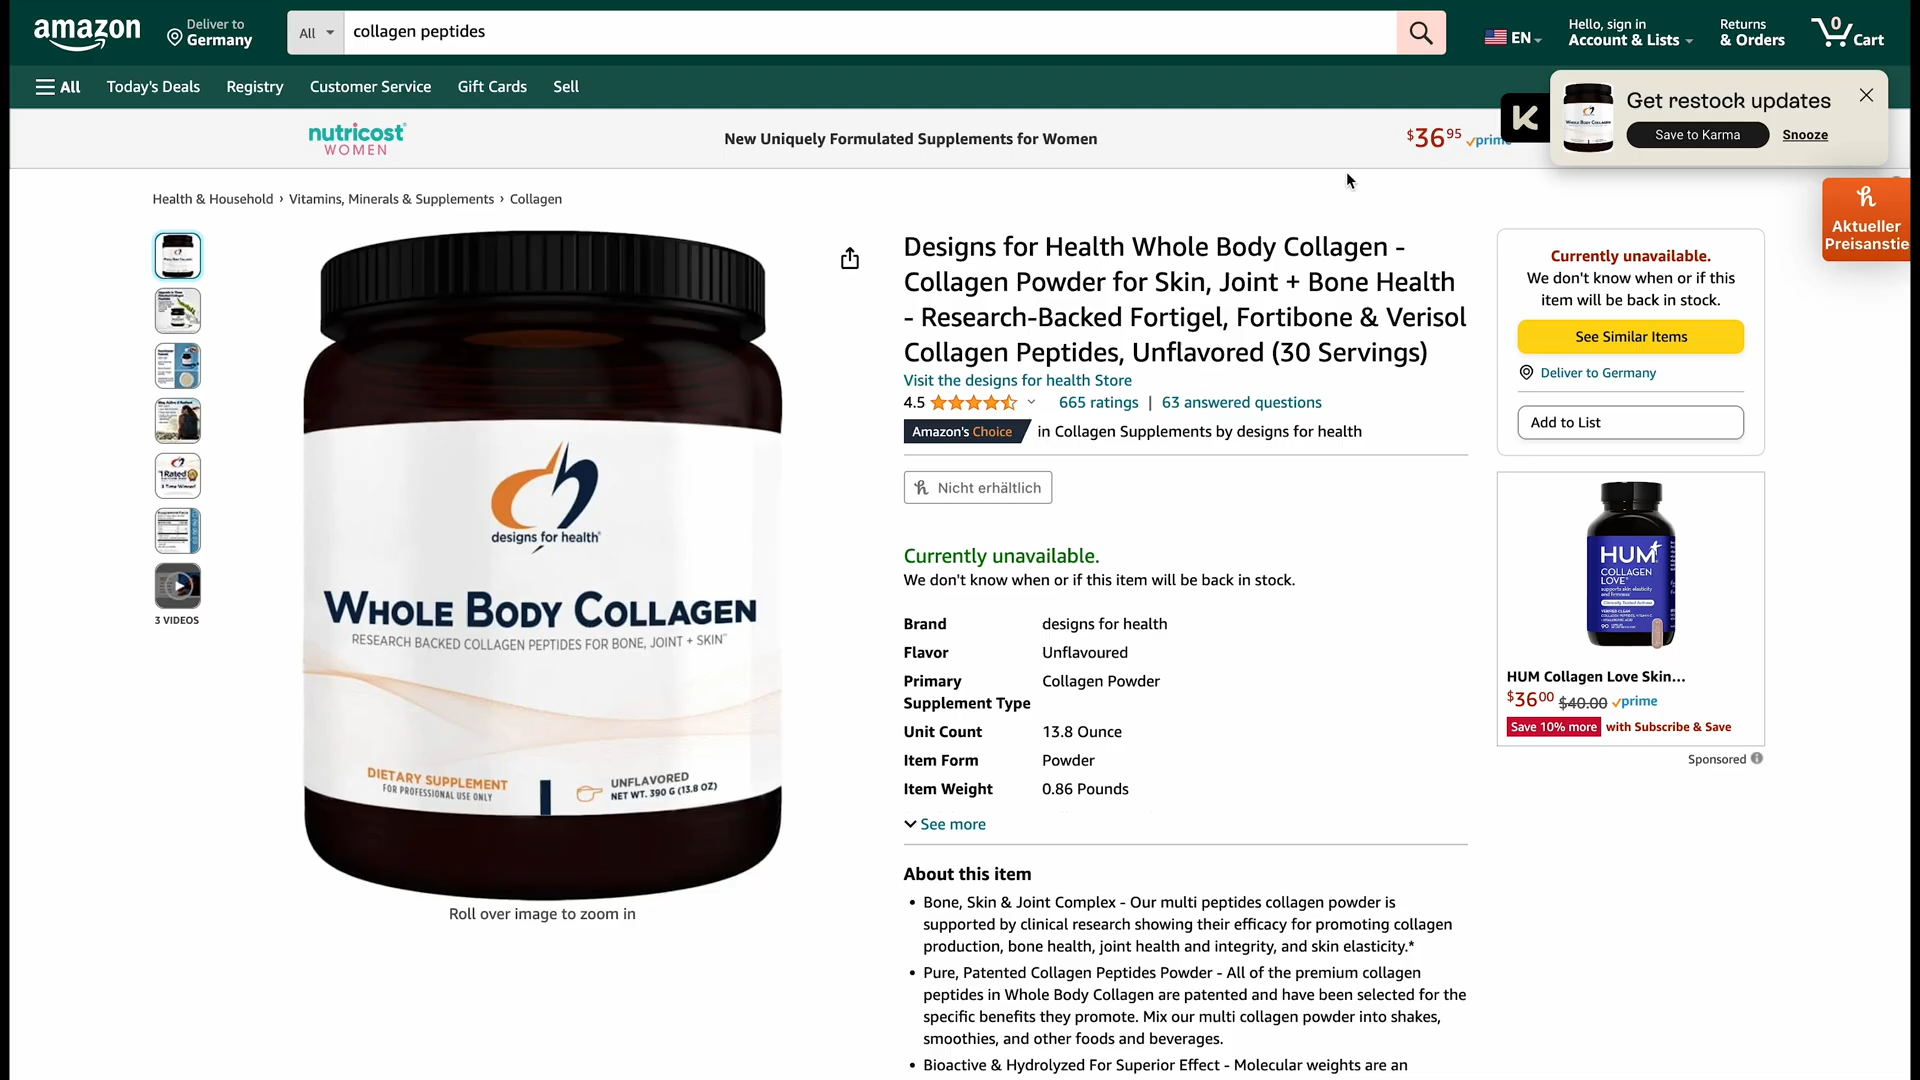 amazon
Deliver to
Germany
All
collagen peptides
EN
Hello, sign in
Account & Lists
Returns
& Orders
0
Cart
All
Today's Deals
Registry
Customer Service
Gift Cards
Sell
Get restock updates
Save to Karma
Snooze
nutricost
WOMEN
New Uniquely Formulated Supplements for Women
$36.95 prime
Aktueller
Preisanstie
Health & Household › Vitamins, Minerals & Supplements › Collagen
3 VIDEOS
designs for health
WHOLE BODY COLLAGEN
RESEARCH BACKED COLLAGEN PEPTIDES FOR BONE, JOINT + SKIN™
DIETARY SUPPLEMENT
FOR PROFESSIONAL USE ONLY
UNFLAVORED
NET WT. 390 G (13.8 OZ)
Roll over image to zoom in
Designs for Health Whole Body Collagen -
Collagen Powder for Skin, Joint + Bone Health
- Research-Backed Fortigel, Fortibone & Verisol
Collagen Peptides, Unflavored (30 Servings)
Visit the designs for health Store
4.5
665 ratings | 63 answered questions
Amazon's Choice in Collagen Supplements by designs for health
Nicht erhältlich
Currently unavailable.
We don't know when or if this item will be back in stock.
Brand designs for health
Flavor Unflavoured
Primary Collagen Powder
Supplement Type
Unit Count 13.8 Ounce
Item Form Powder
Item Weight 0.86 Pounds
See more
About this item
• Bone, Skin & Joint Complex - Our multi peptides collagen powder is
supported by clinical research showing their efficacy for promoting collagen
production, bone health, joint health and integrity, and skin elasticity.*
• Pure, Patented Collagen Peptides Powder - All of the premium collagen
peptides in Whole Body Collagen are patented and have been selected for the
specific benefits they promote. Mix our multi collagen powder into shakes,
smoothies, and other foods and beverages.
• Bioactive & Hydrolyzed For Superior Effect - Molecular weights are an
Currently unavailable.
We don't know when or if this
item will be back in stock.
See Similar Items
Deliver to Germany
Add to List
HUM
COLLAGEN
LOVE
HUM Collagen Love Skin...
$36.00 $40.00 prime
Save 10% more with Subscribe & Save
Sponsored